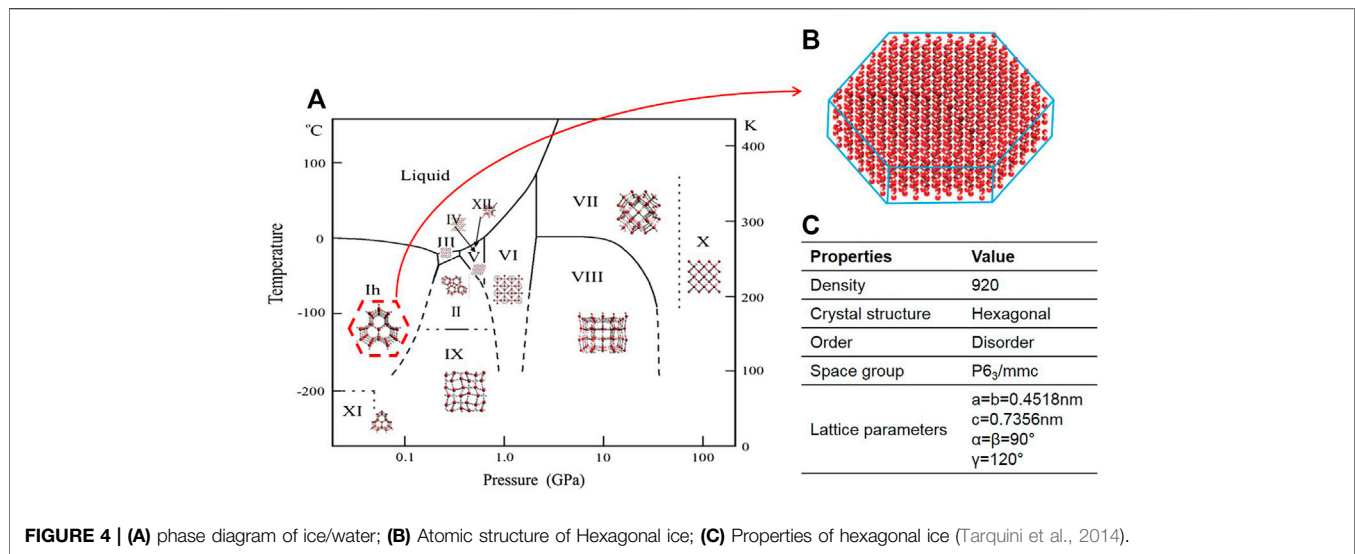 A
B
°C
K
100
0
-100
-200
Temperature
400
300
200
100
0
Liquid
XII
IV
III
V
VI
VII
VIII
X
Ih
II
IX
XI
0.1
1.0
10
100
Pressure (GPa)
C
Properties Value
Density 920
Crystal structure Hexagonal
Order Disorder
Space group P6₃/mmc
Lattice parameters
a=b=0.4518nm
c=0.7356nm
α=β=90°
γ=120°
FIGURE 4 | (A) phase diagram of ice/water; (B) Atomic structure of Hexagonal ice; (C) Properties of hexagonal ice (Tarquini et al., 2014).